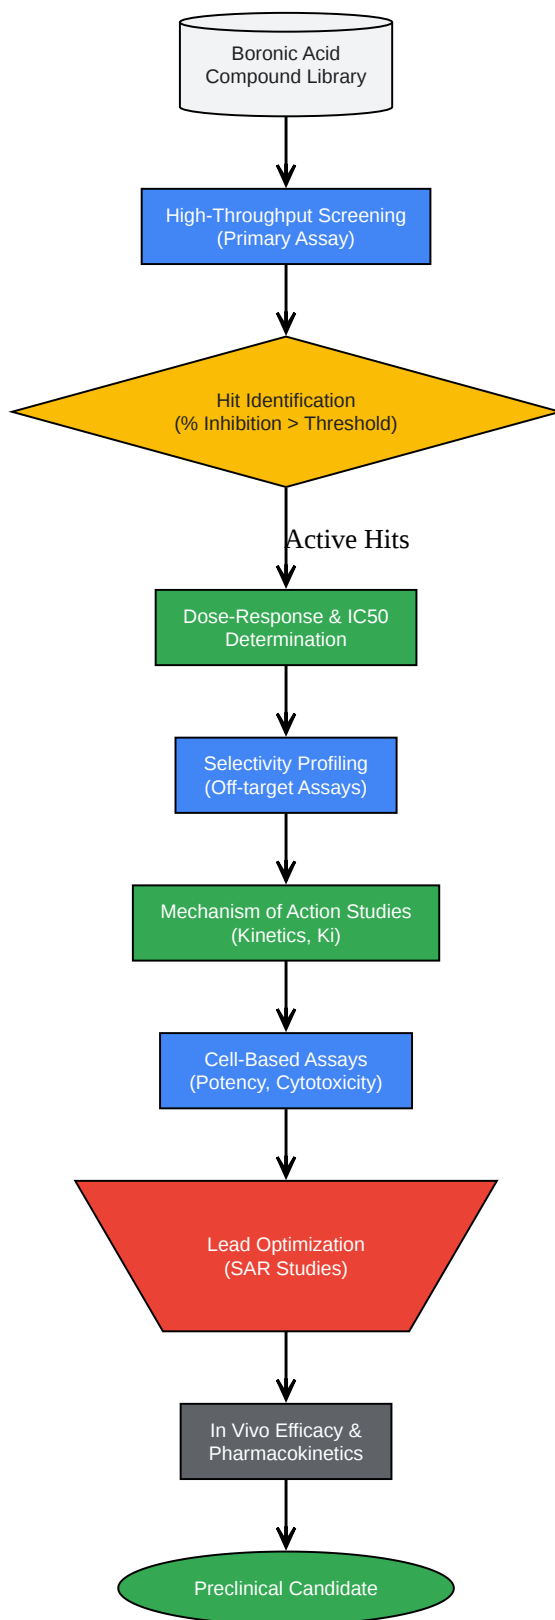 Boronic Acid
Compound Library
High-Throughput Screening
(Primary Assay)
Hit Identification
(% Inhibition > Threshold)
Active Hits
Dose-Response & IC50
Determination
Selectivity Profiling
(Off-target Assays)
Mechanism of Action Studies
(Kinetics, Ki)
Cell-Based Assays
(Potency, Cytotoxicity)
Lead Optimization
(SAR Studies)
In Vivo Efficacy &
Pharmacokinetics
Preclinical Candidate